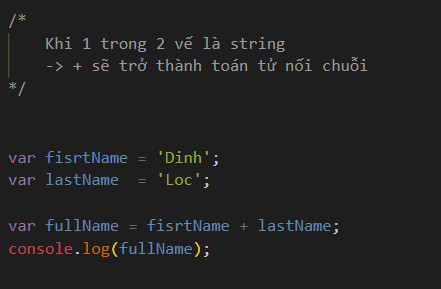 /*
Khi 1 trong 2 vế là string
-> + sẽ trở thành toán tử nối chuỗi
*/
var fisrtName = 'Dinh';
var lastName  = 'Loc';
var fullName = fisrtName + lastName;
console.log(fullName);